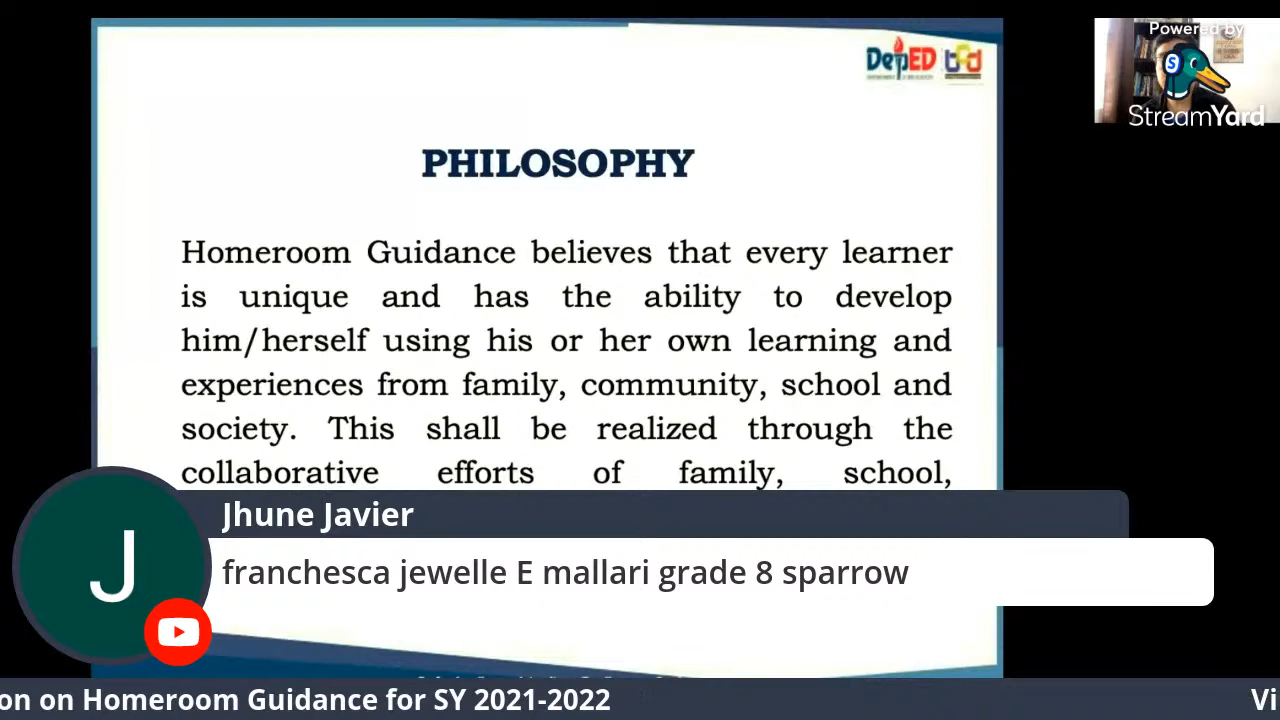 Powered by
StreamYard
DepED
PHILOSOPHY
Homeroom Guidance believes that every learner
is unique and has the ability to develop
him/herself using his or her own learning and
experiences from family, community, school and
society. This shall be realized through the
collaborative efforts of family, school,
J
Jhune Javier
franchesca jewelle E mallari grade 8 sparrow
on on Homeroom Guidance for SY 2021-2022
Vi